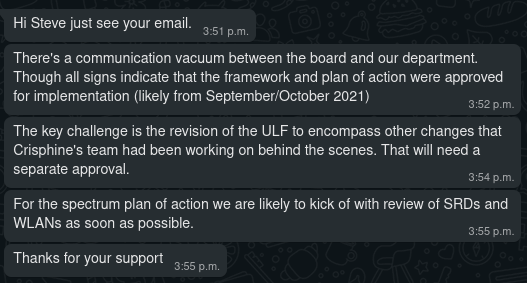 Hi Steve just see your email.
3:51 p.m.
There's a communication vacuum between the board and our department.
Though all signs indicate that the framework and plan of action were approved
for implementation (likely from September/October 2021)
3:52 p.m.
The key challenge is the revision of the ULF to encompass other changes that
Crisphine's team had been working on behind the scenes. That will need a
separate approval.
3:54 p.m.
For the spectrum plan of action we are likely to kick of with review of SRDs and
WLANs as soon as possible.
3:55 p.m.
Thanks for your support
3:55 p.m.